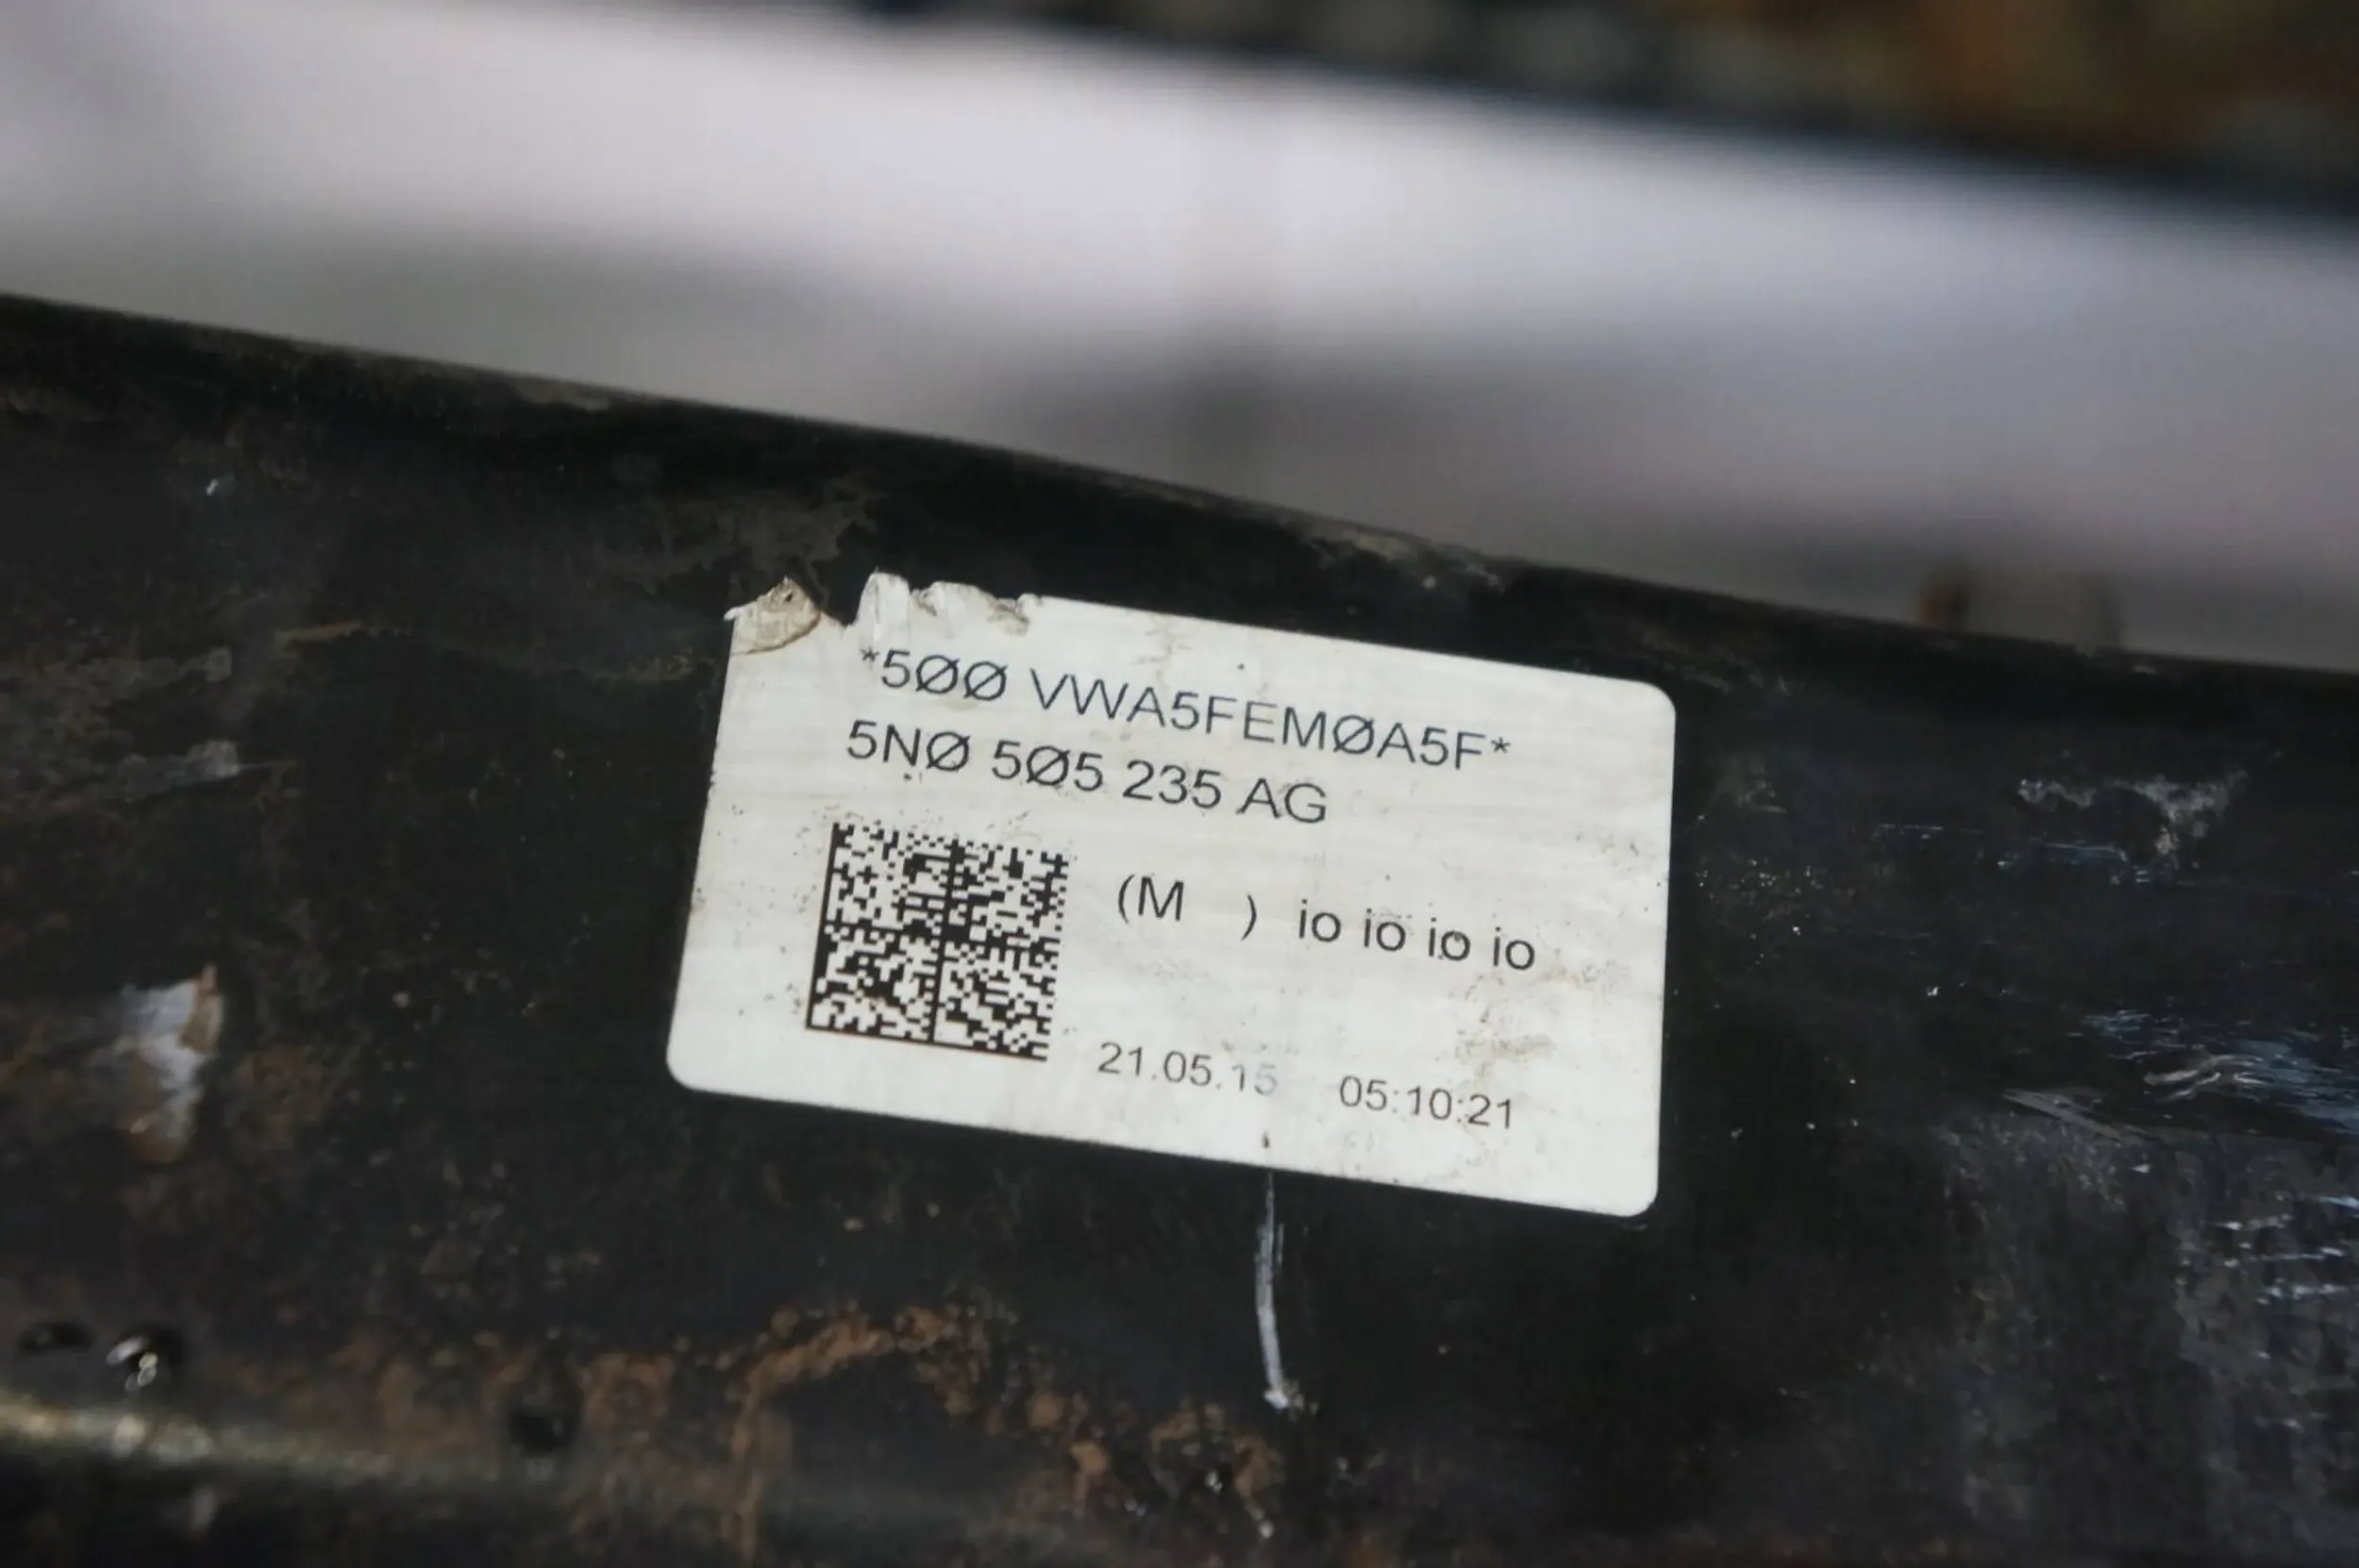 *5ØØ VWA5FEMØA5F*
5NØ 5Ø5 235 AG
(M ) io io io io
21.05.15 05:10:21